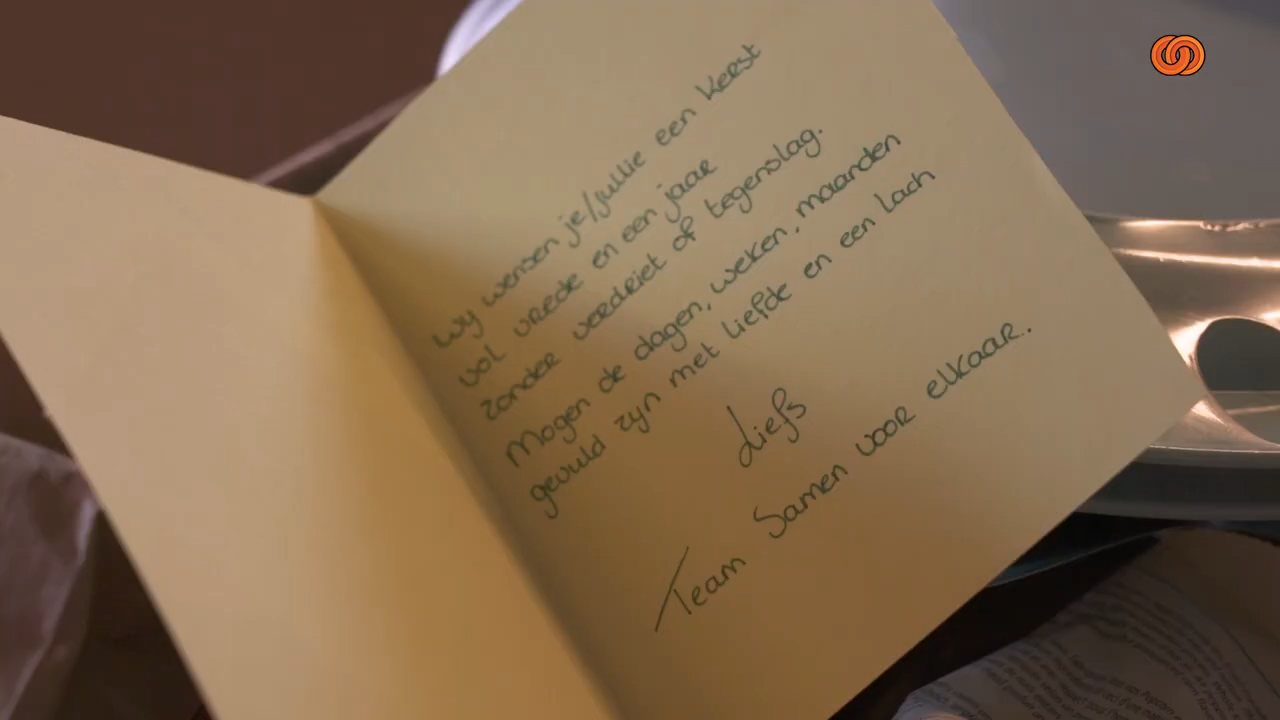 Wij wensen je/jullie een Kerst
vol vrede en een jaar
zonder verdriet of tegenslag.
Mogen de dagen, weken, maanden
gevuld zijn met liefde en een lach
Liefs
Team Samen voor elkaar..